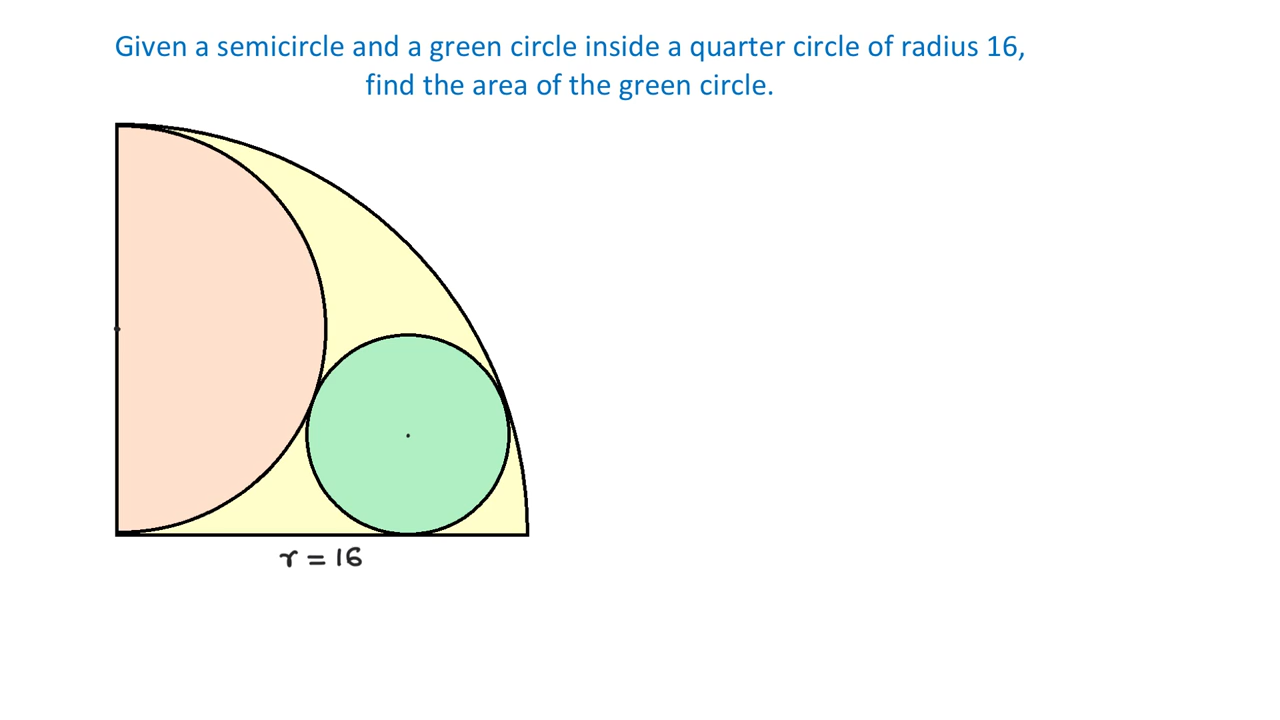 Given a semicircle and a green circle inside a quarter circle of radius 16,
find the area of the green circle.
r = 16